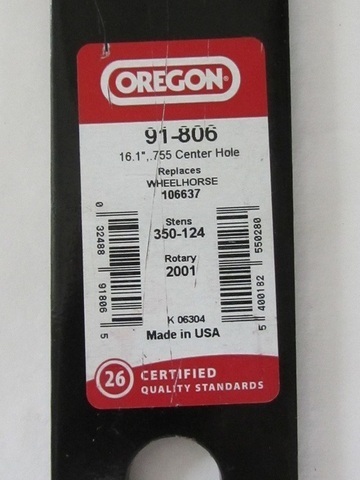 OREGON
91-806
16.1", .755 Center Hole
Replaces
WHEELHORSE
106637
Stens
350-124
Rotary
2001
K 06304
Made in USA
0 32488 91806 5
5 400182 550280
26 CERTIFIED
QUALITY STANDARDS